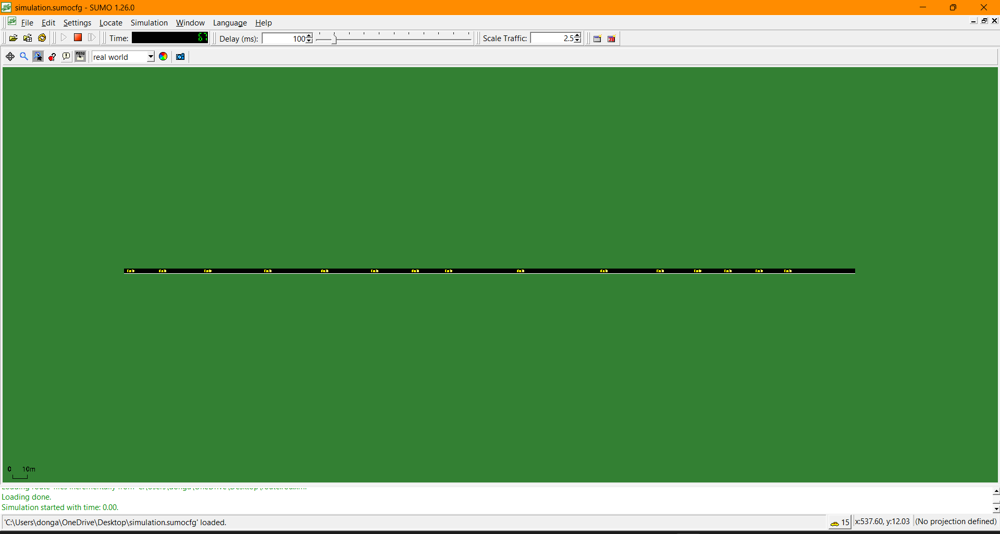 simulation.sumocfg - SUMO 1.26.0
File Edit Settings Locate Simulation Window Language Help
Time: 67 Delay (ms): 100 Scale Traffic: 2.5
MENU real world
0 10m
Loading done.
Simulation started with time: 0.00.
'C:\Users\donga\OneDrive\Desktop\simulation.sumocfg' loaded. 15 x:537.60, y:12.03 (No projection defined)